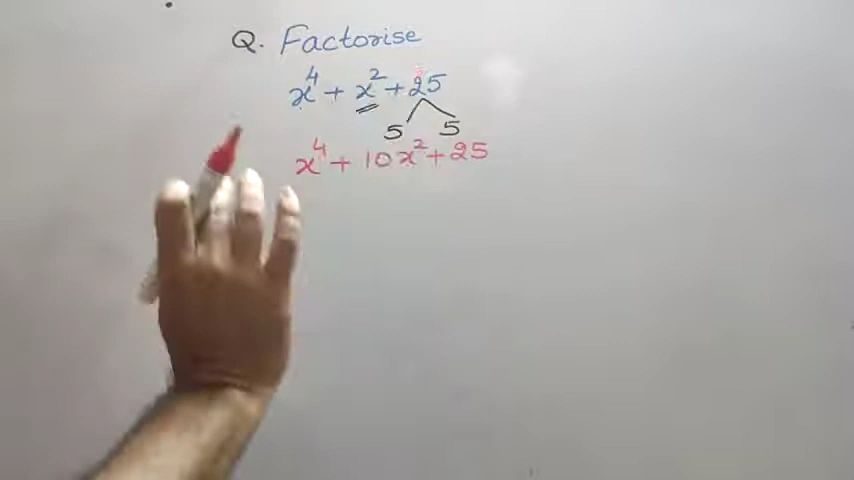 Q. Factorise
x⁴ + x² + 25
5 5
x⁴ + 10x² + 25